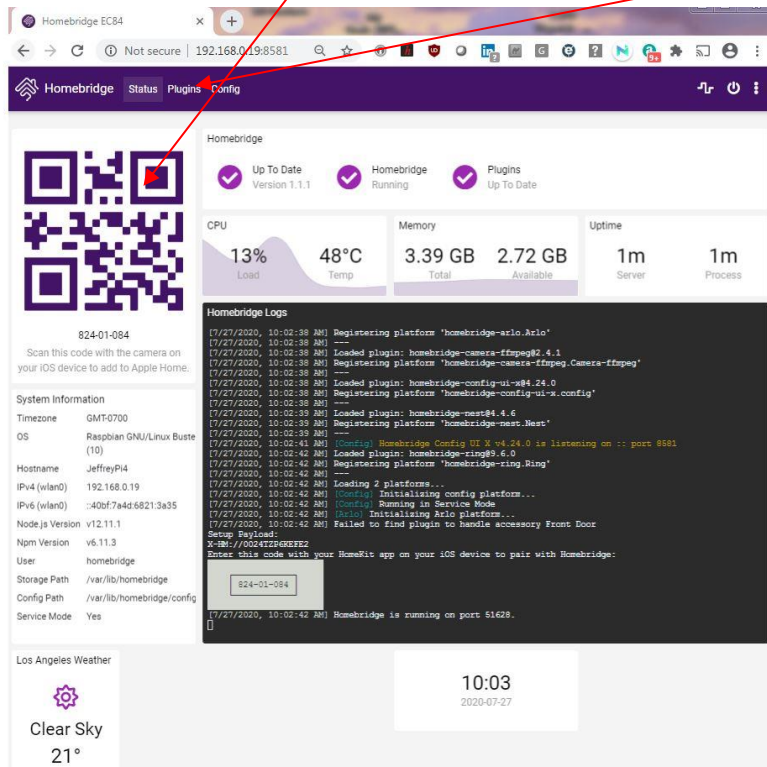 Homebridge EC84
Not secure | 192.168.0.19:8581
Homebridge Status Plugins Config
824-01-084
Scan this code with the camera on
your iOS device to add to Apple Home.
System Information
Timezone GMT-0700
OS Raspbian GNU/Linux Buste
(10)
Hostname JeffreyPi4
IPv4 (wlan0) 192.168.0.19
IPv6 (wlan0) ::40bf:7a4d:6821:3a35
Node.js Version v12.11.1
Npm Version v6.11.3
User homebridge
Storage Path /var/lib/homebridge
Config Path /var/lib/homebridge/config
Service Mode Yes
Homebridge
Up To Date
Version 1.1.1
Homebridge
Running
Plugins
Up To Date
CPU
13% 48°C
Load Temp
Memory
3.39 GB 2.72 GB
Total Available
Uptime
1m 1m
Server Process
Homebridge Logs
[7/27/2020, 10:02:38 AM] Registering platform 'homebridge-arlo.Arlo'
[7/27/2020, 10:02:38 AM] ---
[7/27/2020, 10:02:38 AM] Loaded plugin: homebridge-camera-ffmpeg@2.4.1
[7/27/2020, 10:02:38 AM] Registering platform 'homebridge-camera-ffmpeg.Camera-ffmpeg'
[7/27/2020, 10:02:38 AM] ---
[7/27/2020, 10:02:38 AM] Loaded plugin: homebridge-config-ui-x@4.24.0
[7/27/2020, 10:02:38 AM] Registering platform 'homebridge-config-ui-x.config'
[7/27/2020, 10:02:38 AM] ---
[7/27/2020, 10:02:39 AM] Loaded plugin: homebridge-nest@4.4.6
[7/27/2020, 10:02:39 AM] Registering platform 'homebridge-nest.Nest'
[7/27/2020, 10:02:39 AM] ---
[7/27/2020, 10:02:41 AM] [Config] Homebridge Config UI X v4.24.0 is listening on :: port 8581
[7/27/2020, 10:02:42 AM] Loaded plugin: homebridge-ring@9.6.0
[7/27/2020, 10:02:42 AM] Registering platform 'homebridge-ring.Ring'
[7/27/2020, 10:02:42 AM] ---
[7/27/2020, 10:02:42 AM] Loading 2 platforms...
[7/27/2020, 10:02:42 AM] [Config] Initializing config platform...
[7/27/2020, 10:02:42 AM] [Config] Running in Service Mode
[7/27/2020, 10:02:42 AM] [Arlo] Initializing Arlo platform...
[7/27/2020, 10:02:42 AM] Failed to find plugin to handle accessory Front Door
Setup Payload:
X-HM://0024TZP6KEFE2
Enter this code with your HomeKit app on your iOS device to pair with Homebridge:
824-01-084
[7/27/2020, 10:02:42 AM] Homebridge is running on port 51628.
Los Angeles Weather
Clear Sky
21°
10:03
2020-07-27